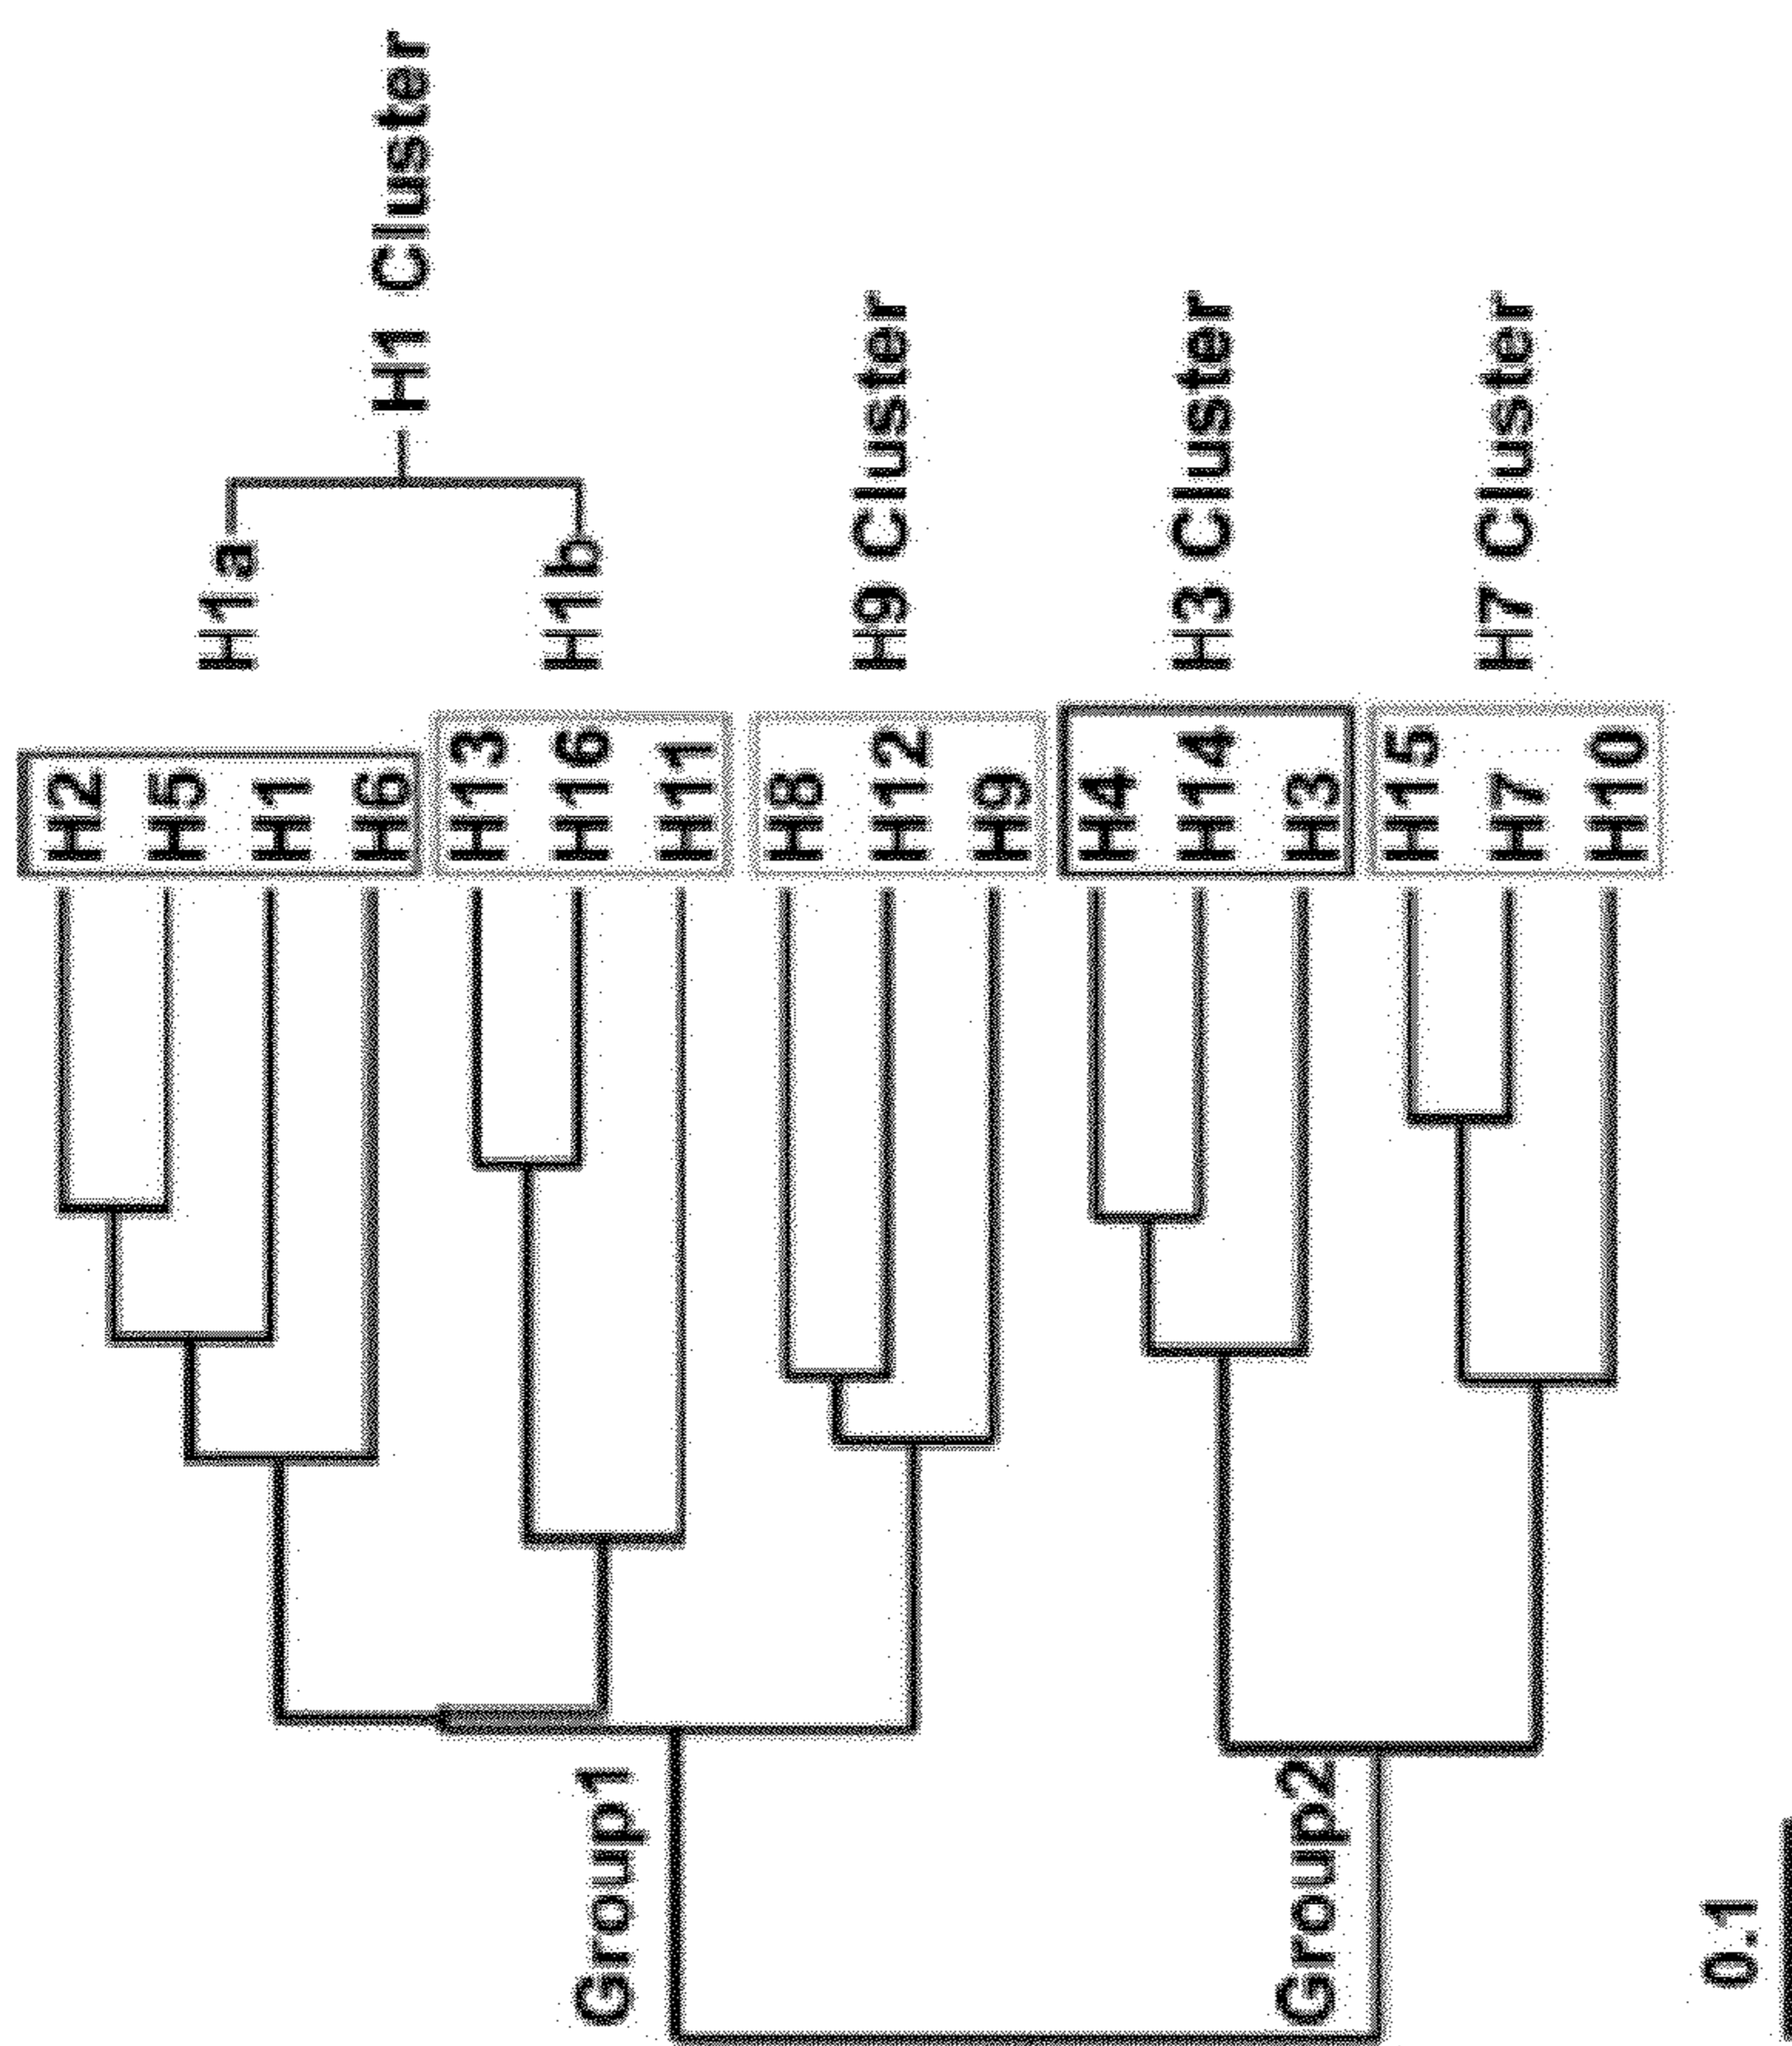 H2
H5
H1
H6
H13
H16
H11
H8
H12
H9
H4
H14
H3
H15
H7
H10
H1a
H1b
H1 Cluster
H9 Cluster
H3 Cluster
H7 Cluster
Group1
Group2
0.1